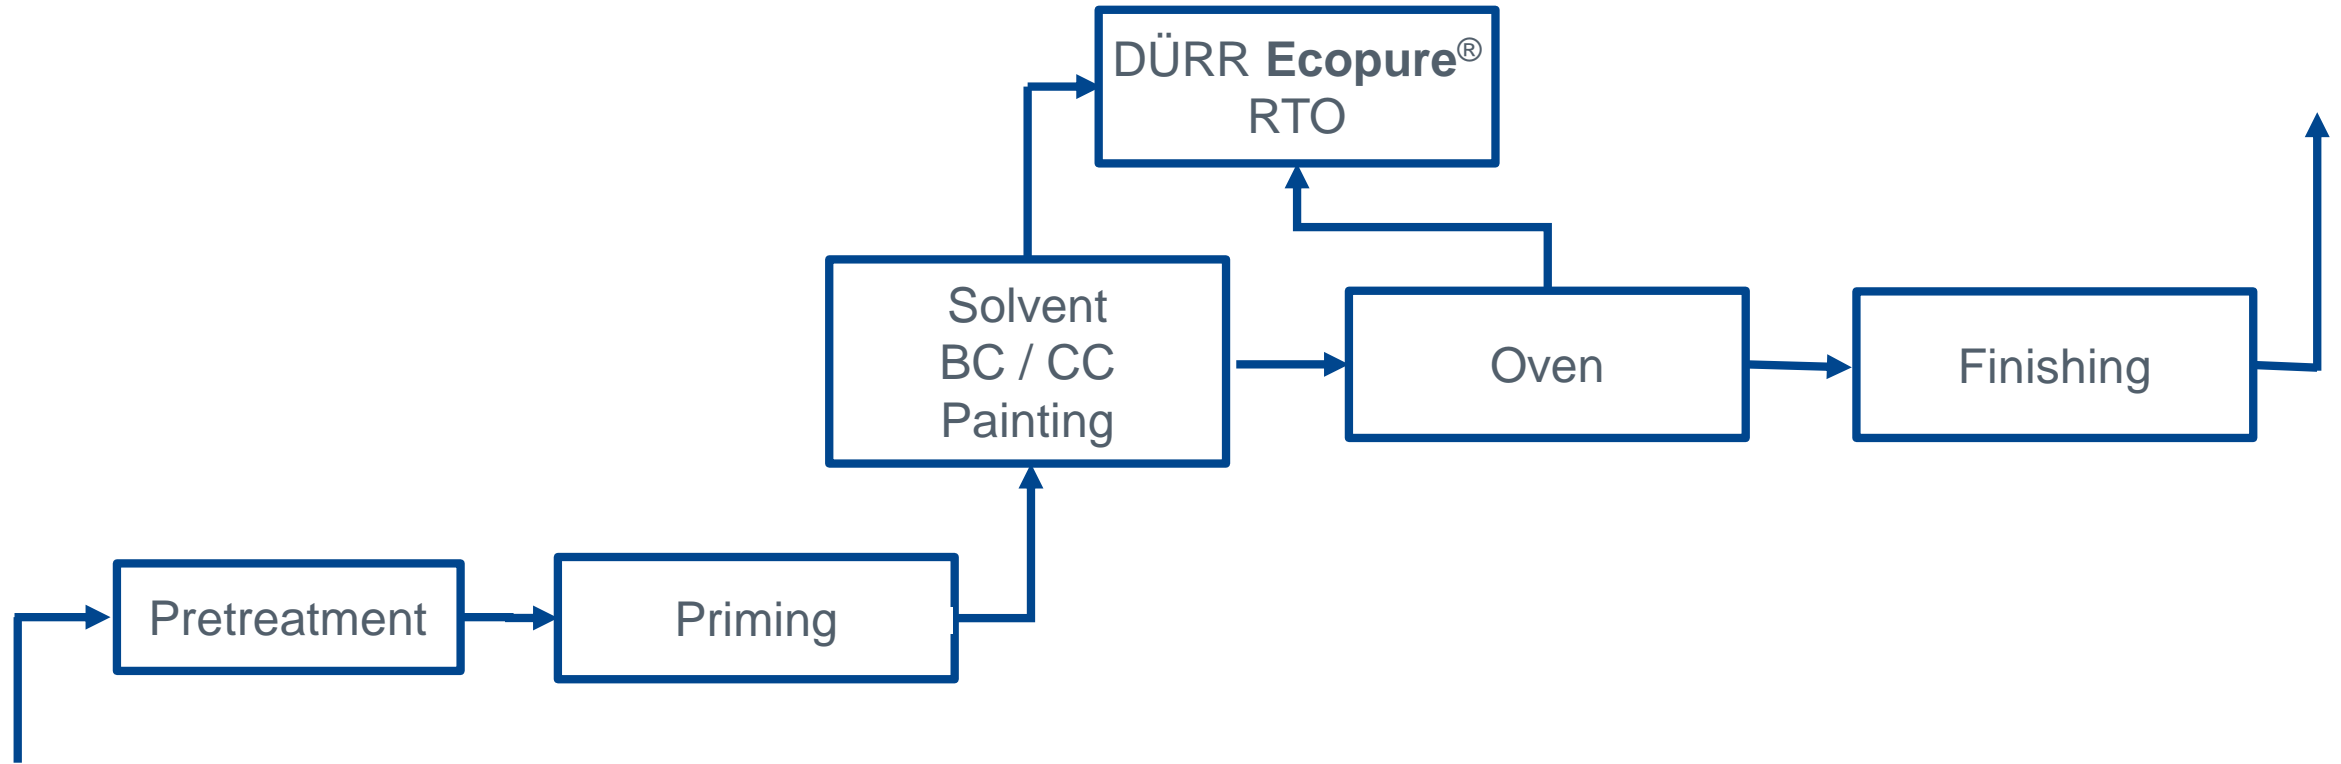 DÜRR Ecopure®
RTO
Solvent
BC / CC
Painting
Oven
Finishing
Pretreatment
Priming